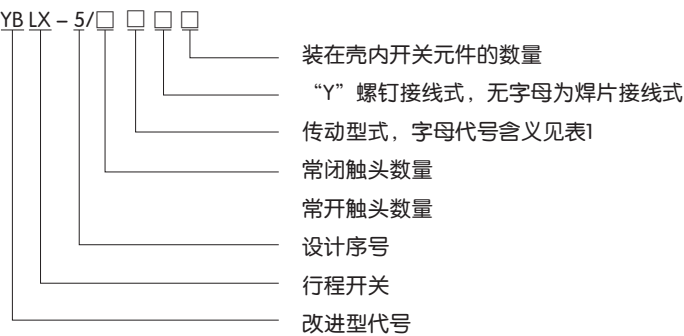 YB LX – 5/□ □ □ □
装在壳内开关元件的数量
“Y”螺钉接线式，无字母为焊片接线式
传动型式，字母代号含义见表1
常闭触头数量
常开触头数量
设计序号
行程开关
改进型代号